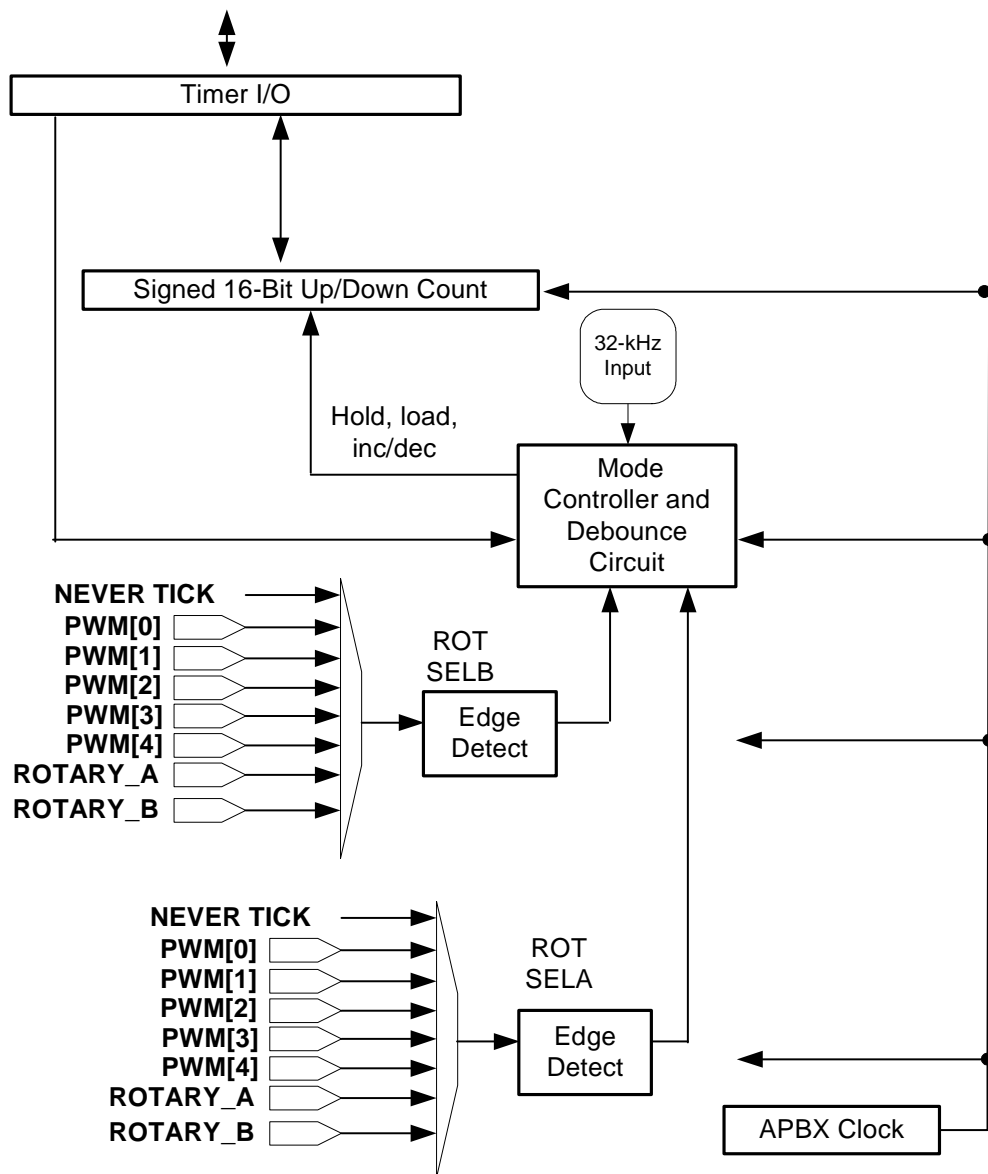 Timer I/O
Signed 16-Bit Up/Down Count
32-kHz
Input
Hold, load,
inc/dec
Mode
Controller and
Debounce
Circuit
NEVER TICK
PWM[0]
PWM[1]
PWM[2]
PWM[3]
PWM[4]
ROTARY_A
ROTARY_B
ROT
SELB
Edge
Detect
NEVER TICK
PWM[0]
PWM[1]
PWM[2]
PWM[3]
PWM[4]
ROTARY_A
ROTARY_B
ROT
SELA
Edge
Detect
APBX Clock